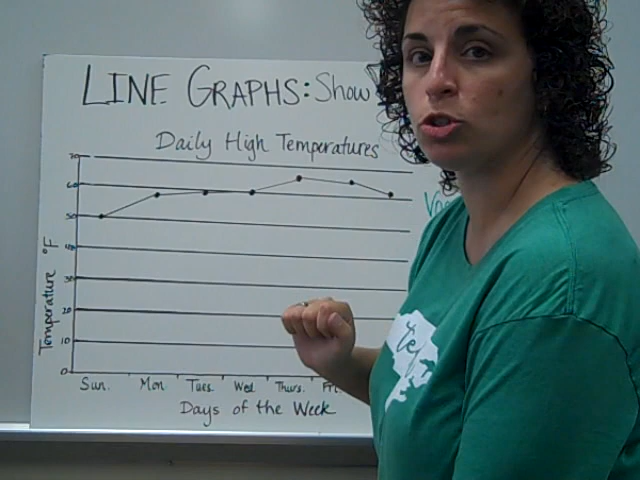 LINE GRAPHS: Show
Daily High Temperatures
70
60
50
40
30
20
10
0
Temperature °F
Sun. Mon Tues. Wed Thurs. Fri.
Days of the Week